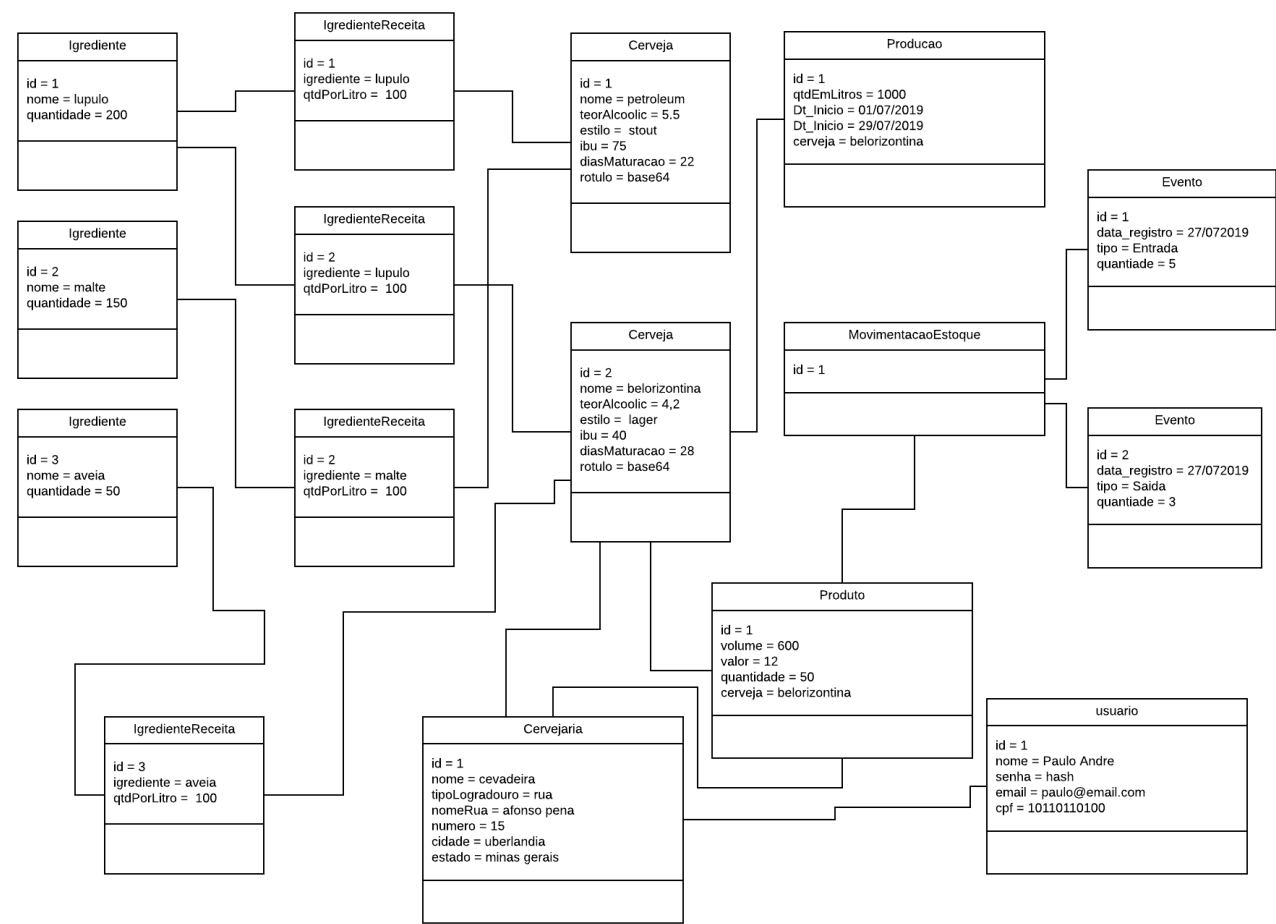 Igrediente
id = 1
nome = lupulo
quantidade = 200
IgredienteReceita
id = 1
igrediente = lupulo
qtdPorLitro =  100
Cerveja
id = 1
nome = petroleum
teorAlcoolic = 5.5
estilo =  stout
ibu = 75
diasMaturacao = 22
rotulo = base64
Producao
id = 1
qtdEmLitros = 1000
Dt_Inicio = 01/07/2019
Dt_Inicio = 29/07/2019
cerveja = belorizontina
Evento
id = 1
data_registro = 27/072019
tipo = Entrada
quantiade = 5
Igrediente
id = 2
nome = malte
quantidade = 150
IgredienteReceita
id = 2
igrediente = lupulo
qtdPorLitro =  100
Cerveja
id = 2
nome = belorizontina
teorAlcoolic = 4,2
estilo =  lager
ibu = 40
diasMaturacao = 28
rotulo = base64
MovimentacaoEstoque
id = 1
Evento
id = 2
data_registro = 27/072019
tipo = Saida
quantiade = 3
Igrediente
id = 3
nome = aveia
quantidade = 50
IgredienteReceita
id = 2
igrediente = malte
qtdPorLitro =  100
Produto
id = 1
volume = 600
valor = 12
quantidade = 50
cerveja = belorizontina
IgredienteReceita
id = 3
igrediente = aveia
qtdPorLitro =  100
Cervejaria
id = 1
nome = cevadeira
tipoLogradouro = rua
nomeRua = afonso pena
numero = 15
cidade = uberlandia
estado = minas gerais
usuario
id = 1
nome = Paulo Andre
senha = hash
email = paulo@email.com
cpf = 10110110100